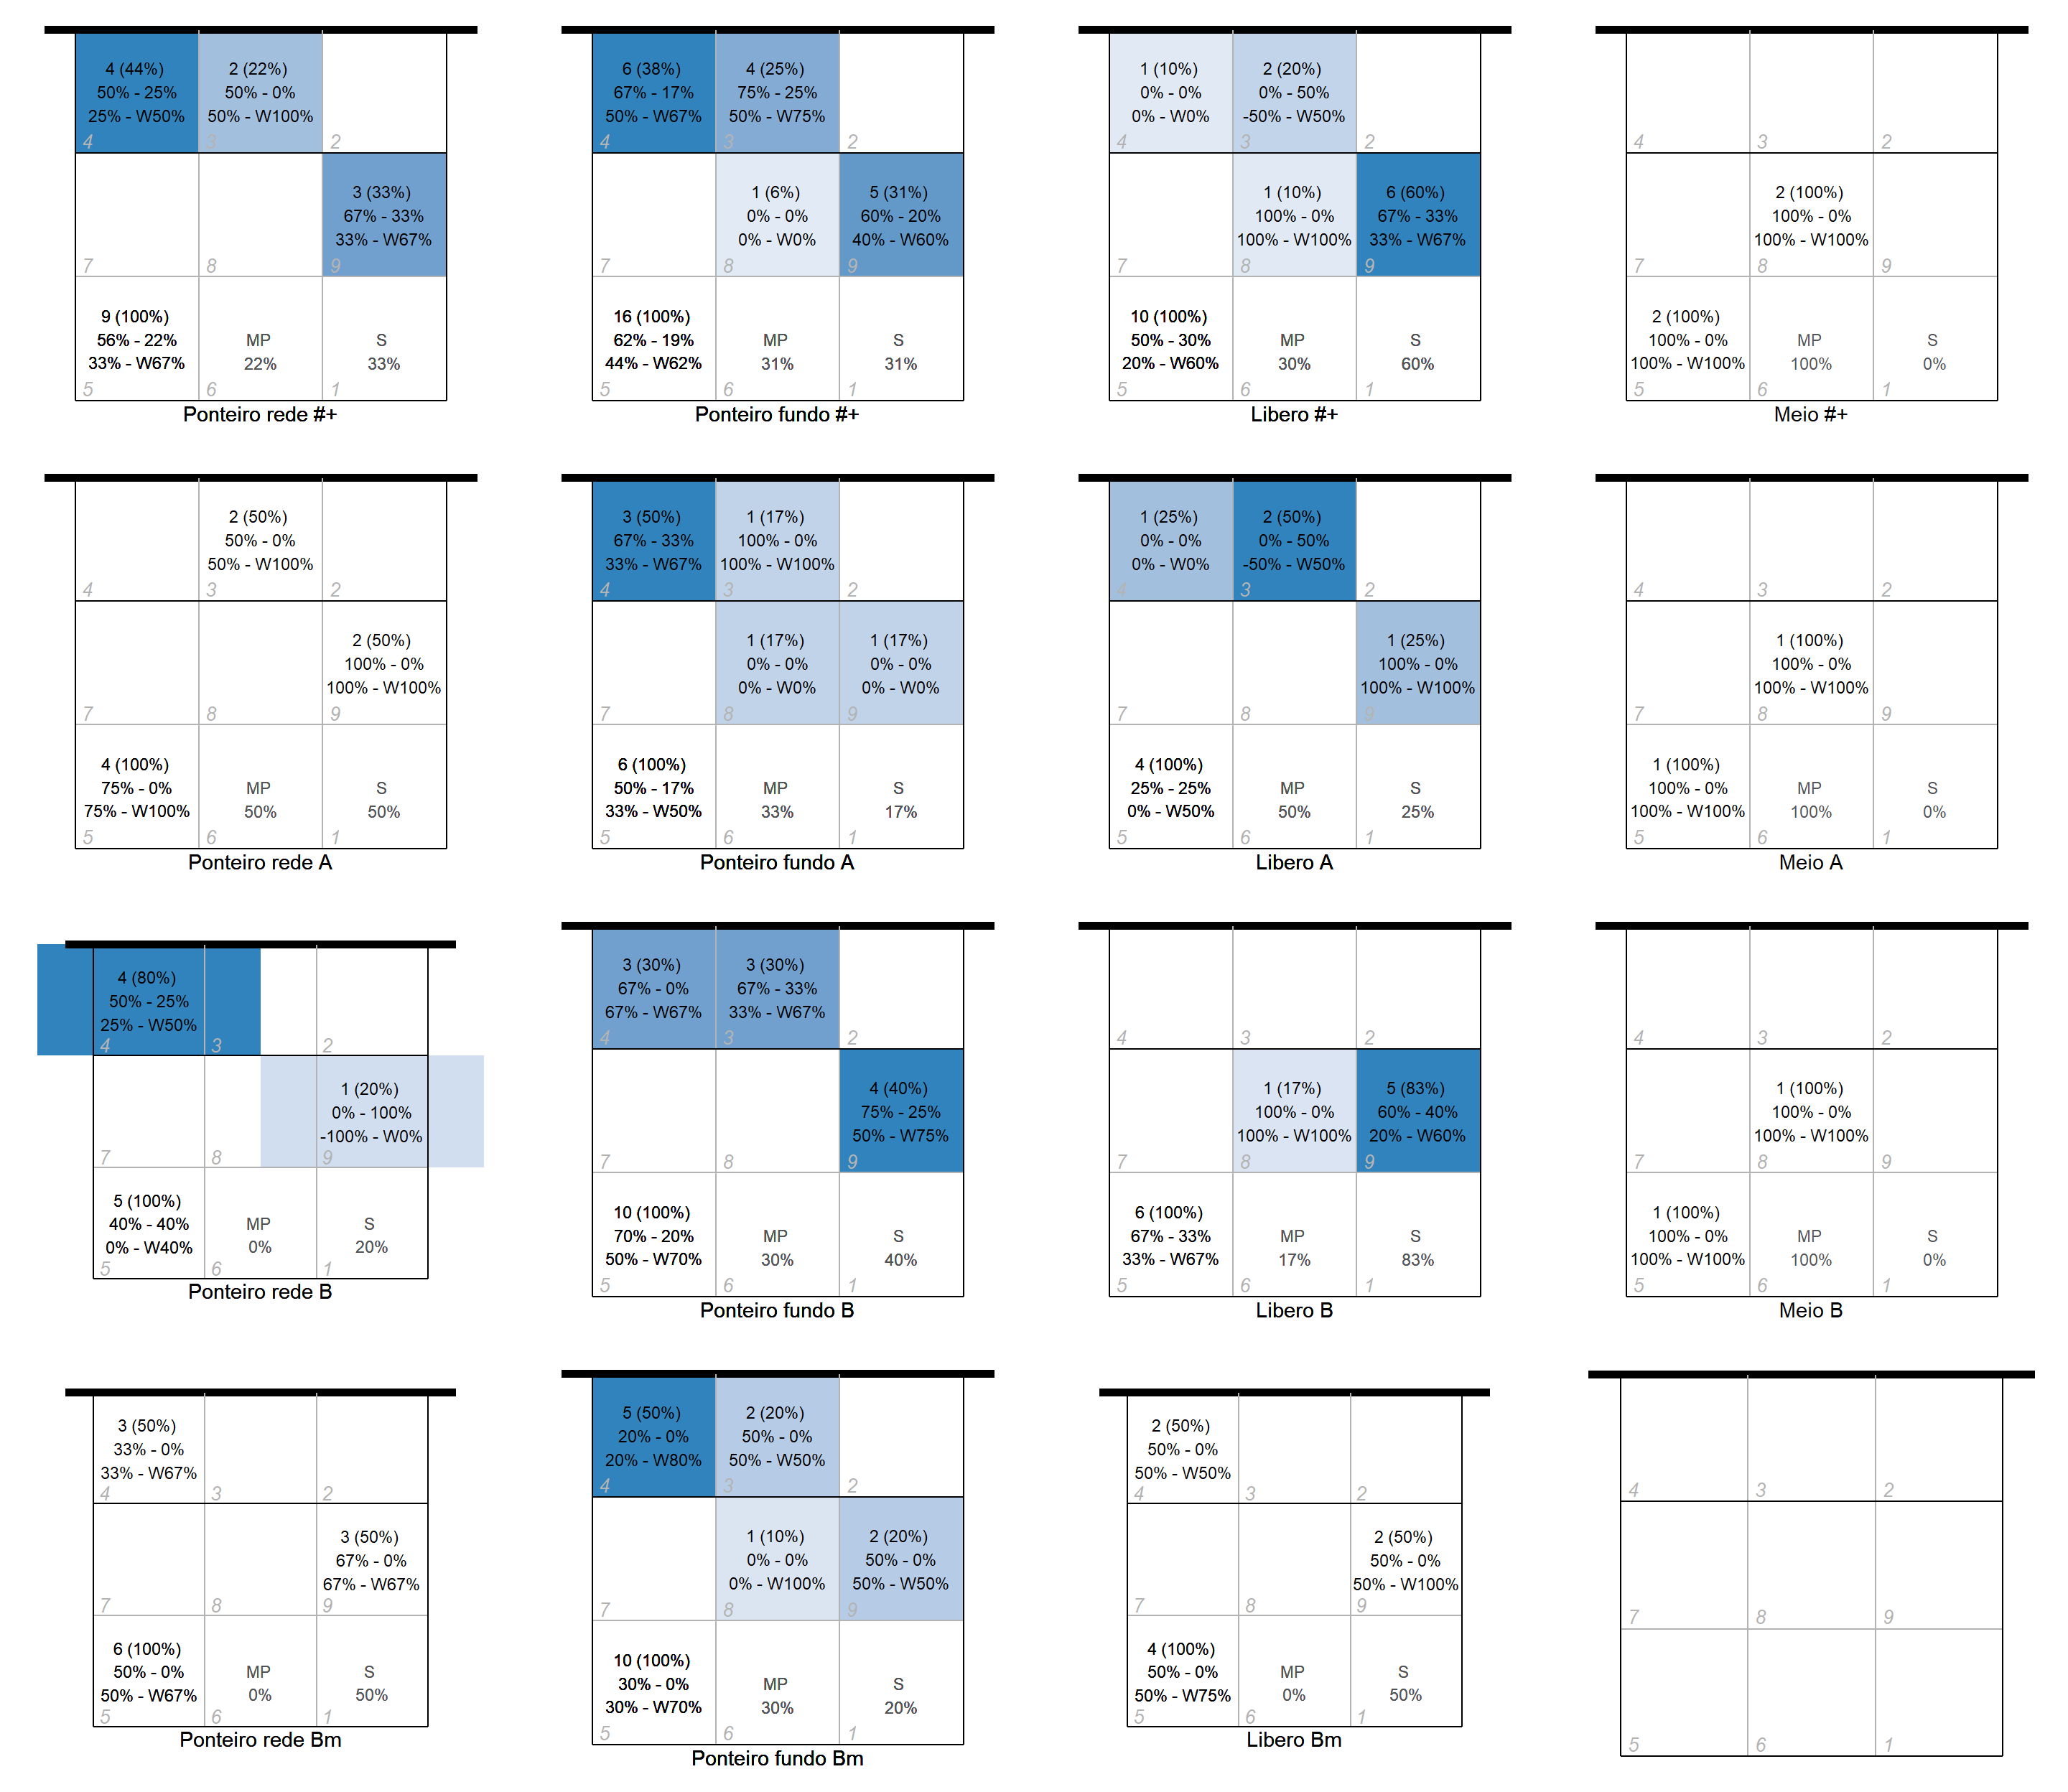 4 (44%)
50% - 25%
25% - W50%
4
2 (22%)
50% - 0%
50% - W100%
3
2
7
8
3 (33%)
67% - 33%
33% - W67%
9
9 (100%)
56% - 22%
33% - W67%
5
MP
22%
6
S
33%
1
Ponteiro rede #+
6 (38%)
67% - 17%
50% - W67%
4
4 (25%)
75% - 25%
50% - W75%
3
2
7
1 (6%)
0% - 0%
0% - W0%
8
5 (31%)
60% - 20%
40% - W60%
9
16 (100%)
62% - 19%
44% - W62%
5
MP
31%
6
S
31%
1
Ponteiro fundo #+
1 (10%)
0% - 0%
0% - W0%
4
2 (20%)
0% - 50%
-50% - W50%
3
2
7
1 (10%)
100% - 0%
100% - W100%
8
6 (60%)
67% - 33%
33% - W67%
9
10 (100%)
50% - 30%
20% - W60%
5
MP
30%
6
S
60%
1
Libero #+
4
3
2
7
2 (100%)
100% - 0%
100% - W100%
8
9
2 (100%)
100% - 0%
100% - W100%
5
MP
100%
6
S
0%
1
Meio #+
4
2 (50%)
50% - 0%
50% - W100%
3
2
7
8
2 (50%)
100% - 0%
100% - W100%
9
4 (100%)
75% - 0%
75% - W100%
5
MP
50%
6
S
50%
1
Ponteiro rede A
3 (50%)
67% - 33%
33% - W67%
4
1 (17%)
100% - 0%
100% - W100%
3
2
7
1 (17%)
0% - 0%
0% - W0%
8
1 (17%)
0% - 0%
0% - W0%
9
6 (100%)
50% - 17%
33% - W50%
5
MP
33%
6
S
17%
1
Ponteiro fundo A
1 (25%)
0% - 0%
0% - W0%
4
2 (50%)
0% - 50%
-50% - W50%
3
2
7
8
1 (25%)
100% - 0%
100% - W100%
9
4 (100%)
25% - 25%
0% - W50%
5
MP
50%
6
S
25%
1
Libero A
4
3
2
7
1 (100%)
100% - 0%
100% - W100%
8
9
1 (100%)
100% - 0%
100% - W100%
5
MP
100%
6
S
0%
1
Meio A
4 (80%)
50% - 25%
25% - W50%
4
3
2
7
8
1 (20%)
0% - 100%
-100% - W0%
9
5 (100%)
40% - 40%
0% - W40%
5
MP
0%
6
S
20%
1
Ponteiro rede B
3 (30%)
67% - 0%
67% - W67%
4
3 (30%)
67% - 33%
33% - W67%
3
2
7
8
4 (40%)
75% - 25%
50% - W75%
9
10 (100%)
70% - 20%
50% - W70%
5
MP
30%
6
S
40%
1
Ponteiro fundo B
4
3
2
7
1 (17%)
100% - 0%
100% - W100%
8
5 (83%)
60% - 40%
20% - W60%
9
6 (100%)
67% - 33%
33% - W67%
5
MP
17%
6
S
83%
1
Libero B
4
3
2
7
1 (100%)
100% - 0%
100% - W100%
8
9
1 (100%)
100% - 0%
100% - W100%
5
MP
100%
6
S
0%
1
Meio B
3 (50%)
33% - 0%
33% - W67%
4
3
2
7
8
3 (50%)
67% - 0%
67% - W67%
9
6 (100%)
50% - 0%
50% - W67%
5
MP
0%
6
S
50%
1
Ponteiro rede Bm
5 (50%)
20% - 0%
20% - W80%
4
2 (20%)
50% - 0%
50% - W50%
3
2
7
1 (10%)
0% - 0%
0% - W100%
8
2 (20%)
50% - 0%
50% - W50%
9
10 (100%)
30% - 0%
30% - W70%
5
MP
30%
6
S
20%
1
Ponteiro fundo Bm
2 (50%)
50% - 0%
50% - W50%
4
3
2
7
8
2 (50%)
50% - 0%
50% - W100%
9
4 (100%)
50% - 0%
50% - W75%
5
MP
0%
6
S
50%
1
Libero Bm
4
3
2
7
8
9
5
6
1